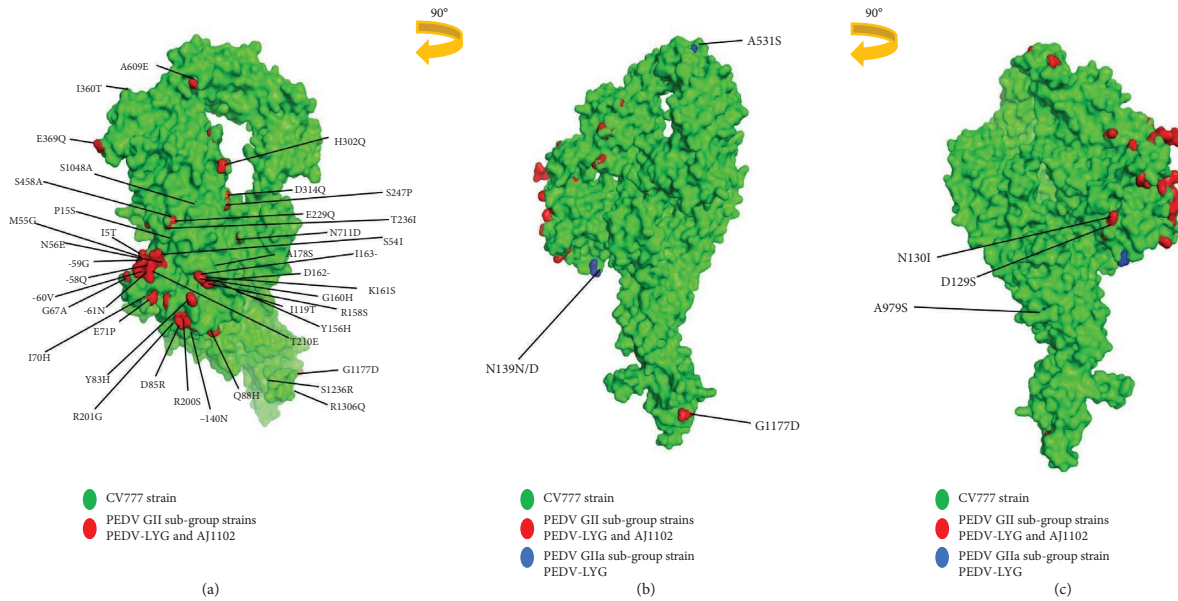 90°
90°
A609E
I360T
E369Q
H302Q
S1048A
S458A
D314Q
S247P
P15S
E229Q
T236I
M55G
I5T
N711D
S54I
N56E
A178S
I163-
-59G
D162-
-58Q
K161S
-60V
G160H
G67A
-61N
I119T
R158S
E71P
Y156H
T210E
I70H
Y83H
D85R
Q88H
G1177D
S1236R
R200S
R1306Q
R201G
–140N
CV777 strain
PEDV GII sub-group strains
PEDV-LYG and AJ1102
(a)
A531S
N139N/D
G1177D
CV777 strain
PEDV GII sub-group strains
PEDV-LYG and AJ1102
PEDV GIIa sub-group strain
PEDV-LYG
(b)
N130I
D129S
A979S
CV777 strain
PEDV GII sub-group strains
PEDV-LYG and AJ1102
PEDV GIIa sub-group strain
PEDV-LYG
(c)